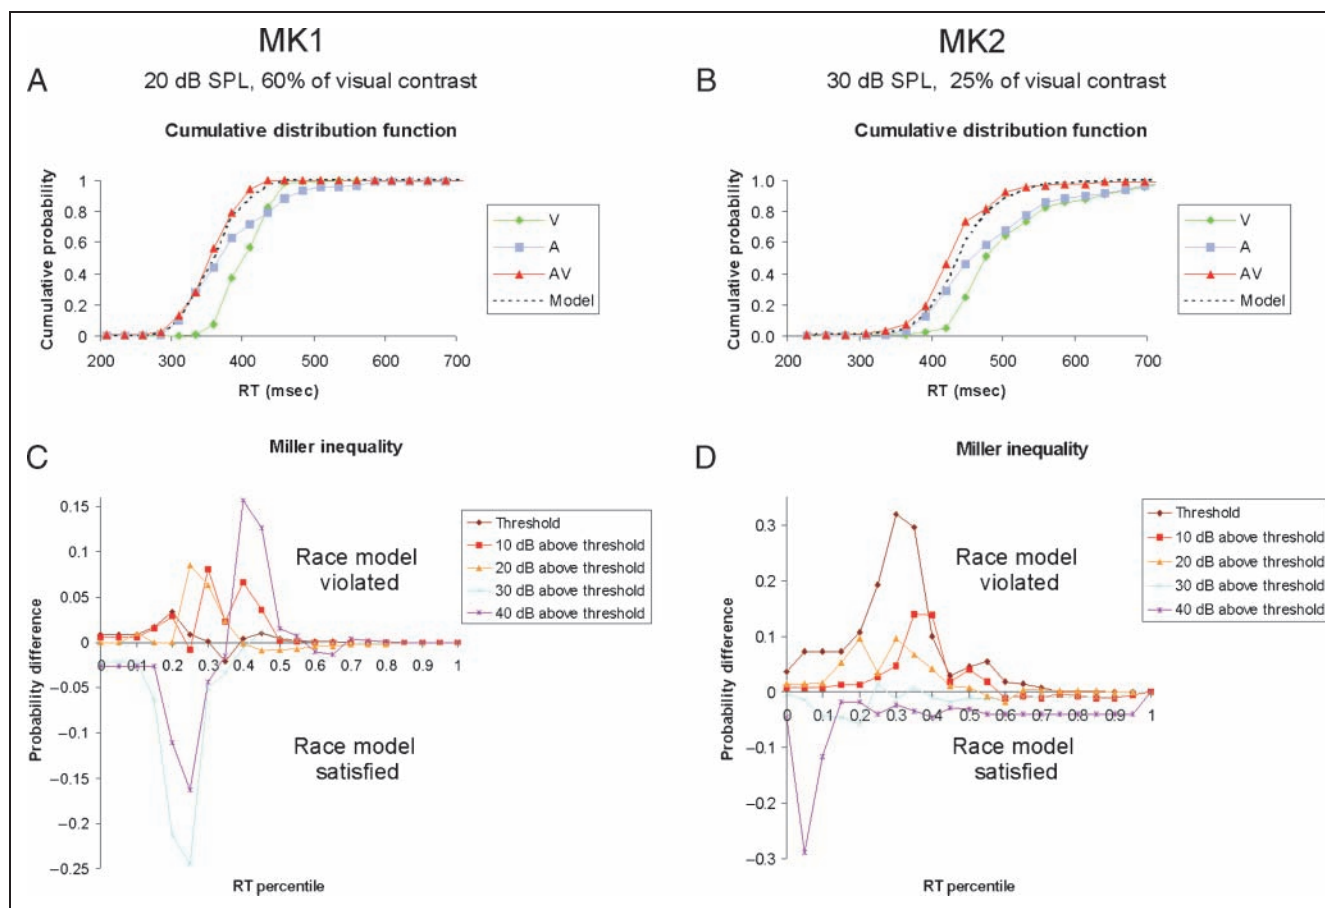 MK1
20 dB SPL, 60% of visual contrast
A
Cumulative distribution function
Cumulative probability
1
0.8
0.6
0.4
0.2
0
200 300 400 500 600 700
RT (msec)
V
A
AV
Model
MK2
30 dB SPL, 25% of visual contrast
B
Cumulative distribution function
Cumulative probability
1.0
0.8
0.6
0.4
0.2
0.0
200 300 400 500 600 700
RT (msec)
V
A
AV
Model
C
Miller inequality
Probability difference
0.15
0.1
0.05
0
−0.05
−0.1
−0.15
−0.2
−0.25
0 0.1 0.2 0.3 0.4 0.5 0.6 0.7 0.8 0.9 1
Race model
violated
Race model
satisfied
RT percentile
Threshold
10 dB above threshold
20 dB above threshold
30 dB above threshold
40 dB above threshold
D
Miller inequality
Probability difference
0.3
0.2
0.1
0
−0.1
−0.2
−0.3
0 0.1 0.2 0.3 0.4 0.5 0.6 0.7 0.8 0.9 1
Race model
violated
Race model
satisfied
RT percentile
Threshold
10 dB above threshold
20 dB above threshold
30 dB above threshold
40 dB above threshold